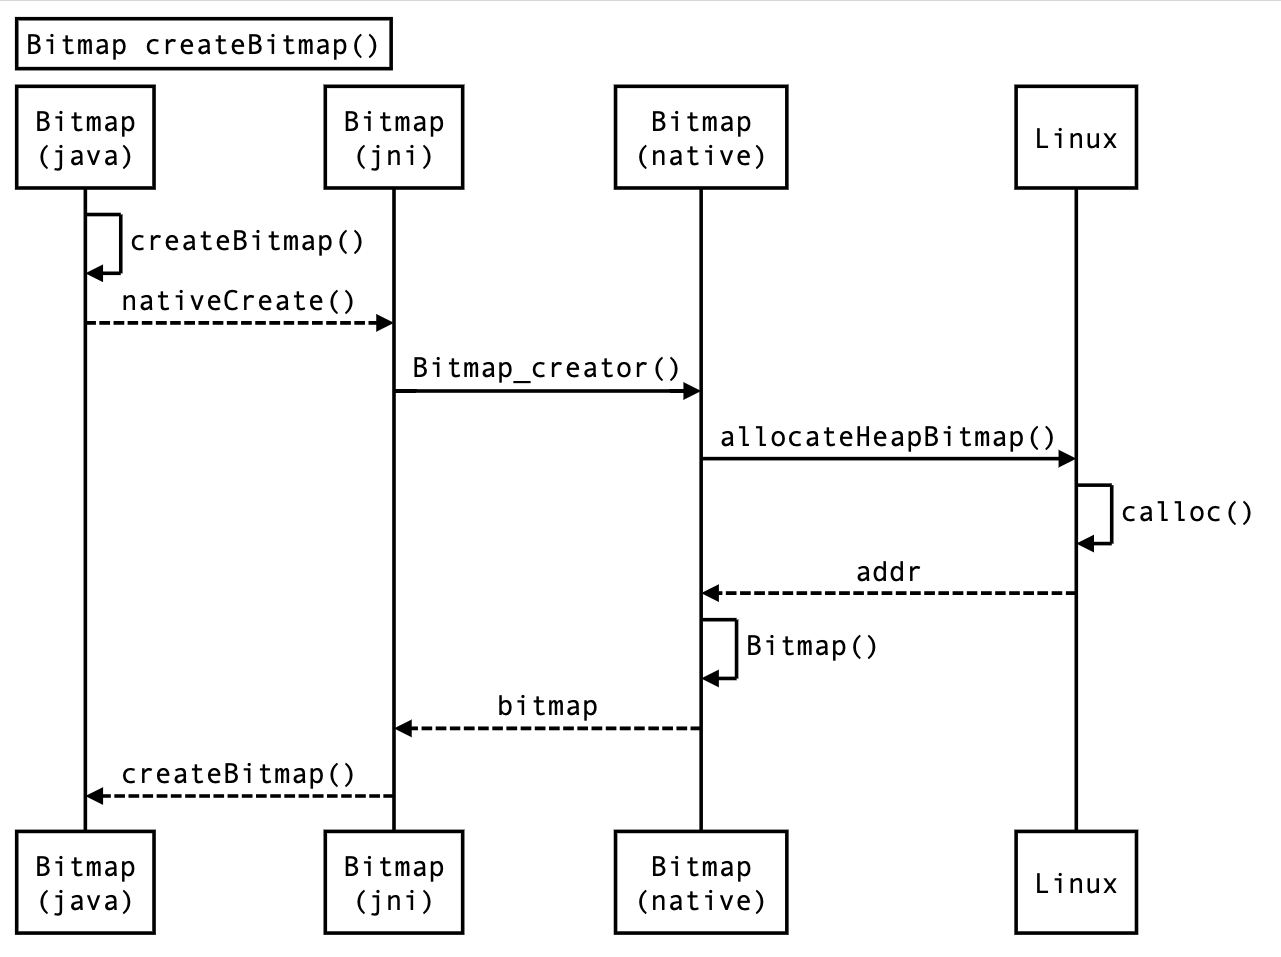 Bitmap createBitmap()
Bitmap
(java)
Bitmap
(jni)
Bitmap
(native)
Linux
createBitmap()
nativeCreate()
Bitmap_creator()
allocateHeapBitmap()
calloc()
addr
Bitmap()
bitmap
createBitmap()
Bitmap
(java)
Bitmap
(jni)
Bitmap
(native)
Linux